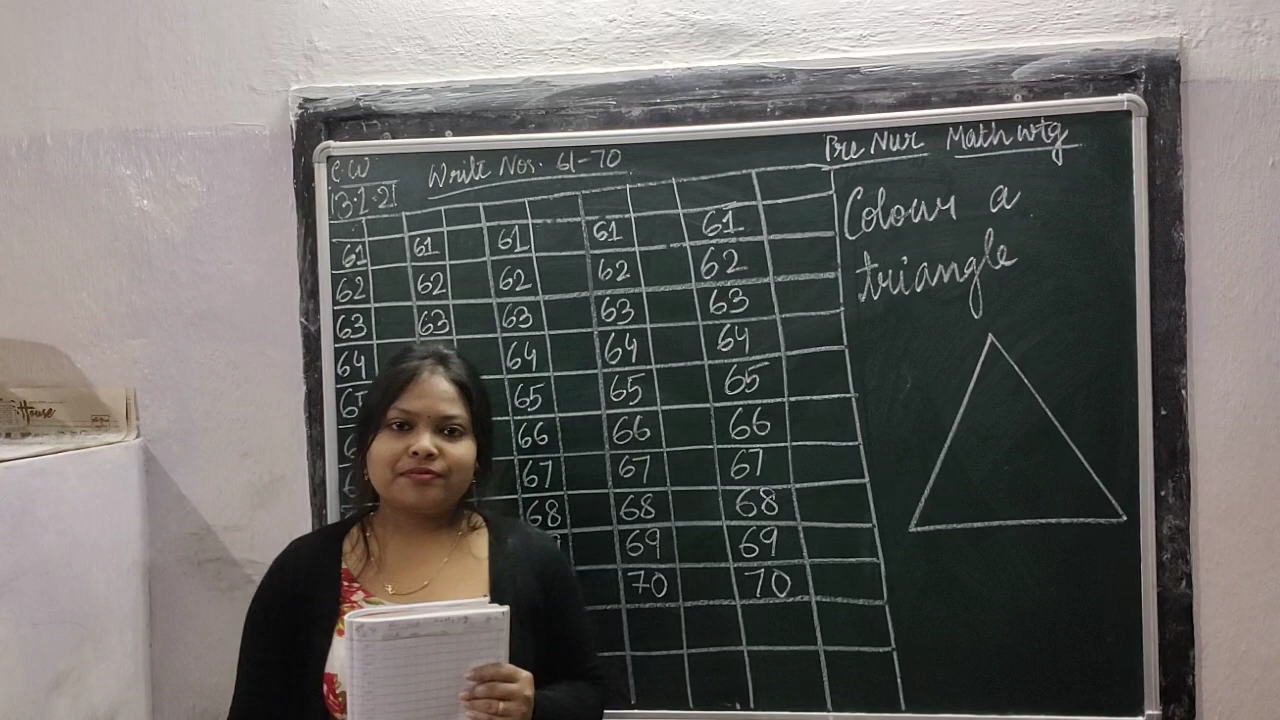 C.W
13.2.21
Write Nos. 61-70
Pre Nur Math wtg
61 61 61 61 61
62 62 62 62 62
63 63 63 63 63
64 64 64 64
65 65 65
66 66 66
67 67 67
68 68 68
69 69
70 70
Colour a
triangle
House